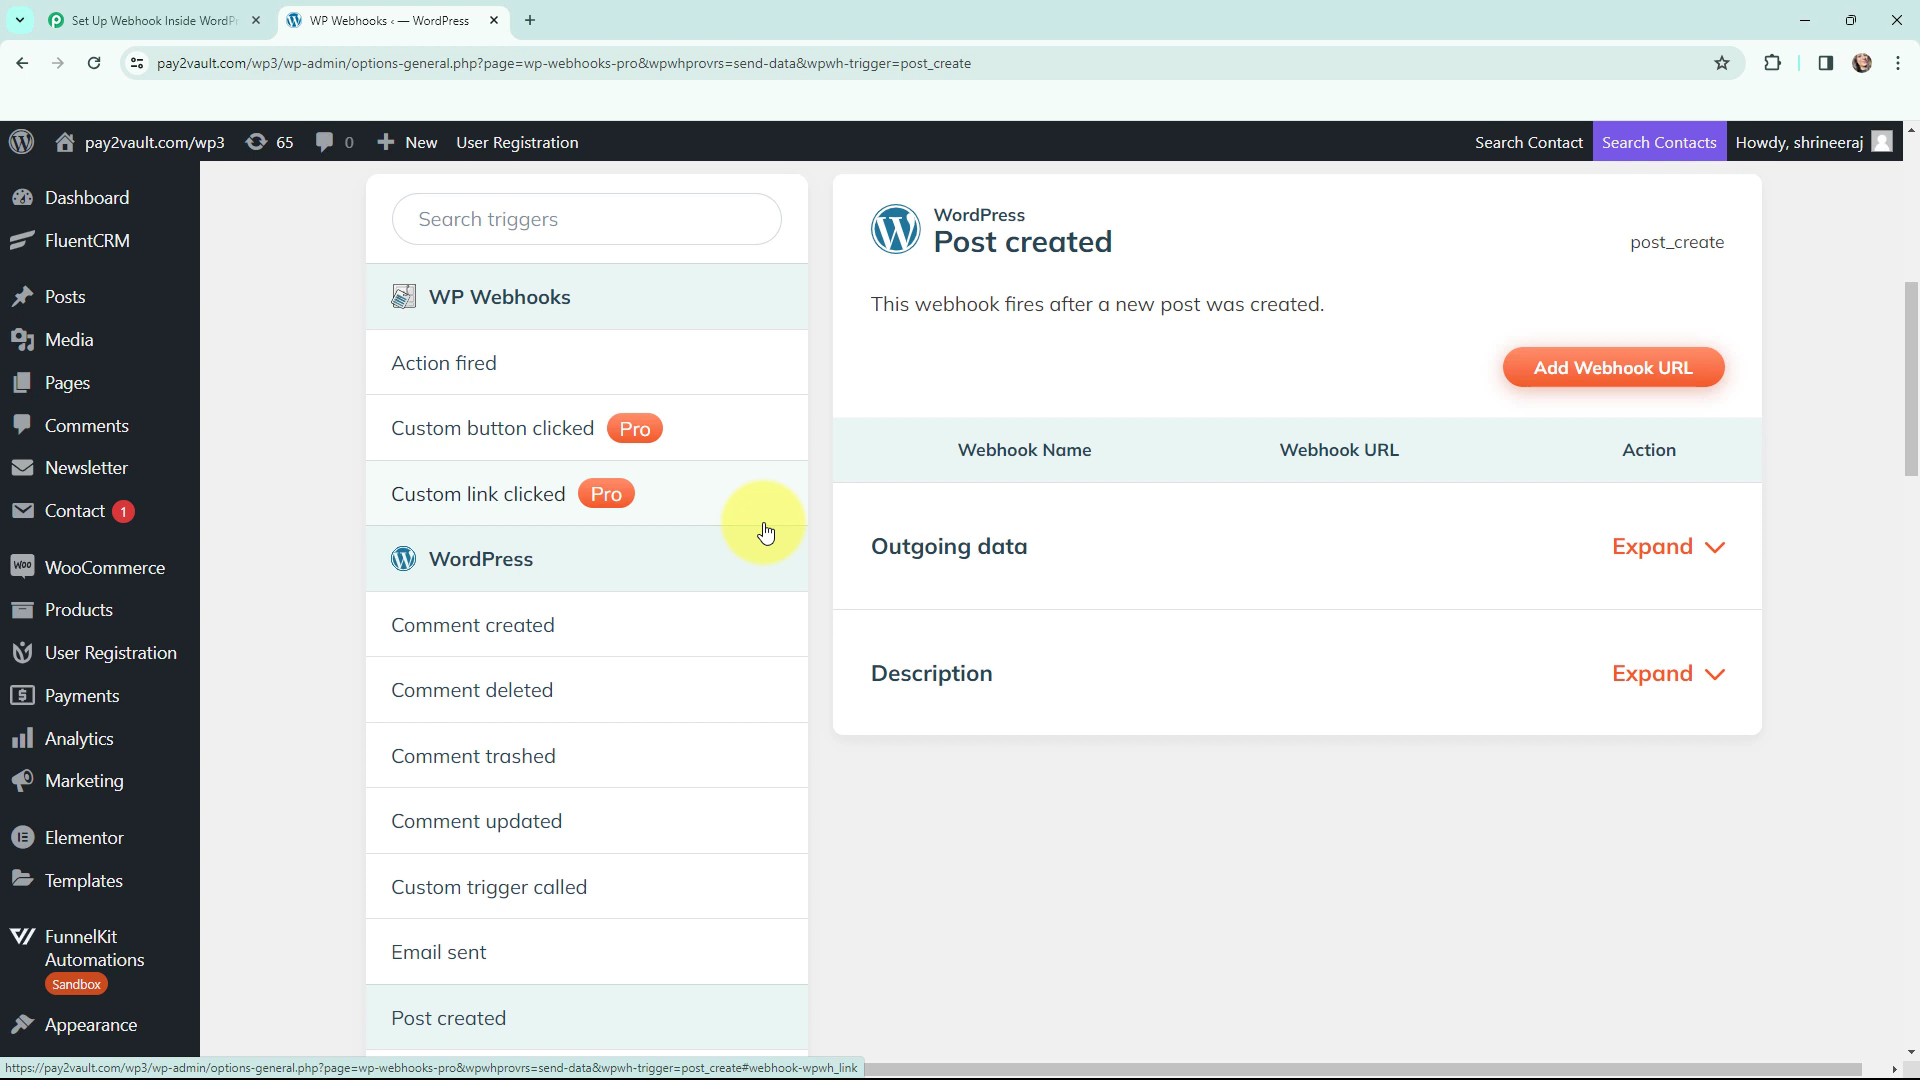 Set Up Webhook Inside WordPr
WP Webhooks ‹ — WordPress
pay2vault.com/wp3/wp-admin/options-general.php?page=wp-webhooks-pro&wpwhprovrs=send-data&wpwh-trigger=post_create
pay2vault.com/wp3
65
0
New
User Registration
Search Contact
Search Contacts
Howdy, shrineeraj
Dashboard
FluentCRM
Posts
Media
Pages
Comments
Newsletter
Contact 1
WooCommerce
Products
User Registration
Payments
Analytics
Marketing
Elementor
Templates
FunnelKit
Automations
Sandbox
Appearance
Search triggers
WP Webhooks
Action fired
Custom button clicked Pro
Custom link clicked Pro
WordPress
Comment created
Comment deleted
Comment trashed
Comment updated
Custom trigger called
Email sent
Post created
WordPress
Post created
post_create
This webhook fires after a new post was created.
Add Webhook URL
Webhook Name Webhook URL Action
Outgoing data Expand
Description Expand
https://pay2vault.com/wp3/wp-admin/options-general.php?page=wp-webhooks-pro&wpwhprovrs=send-data&wpwh-trigger=post_create#webhook-wpwh_link